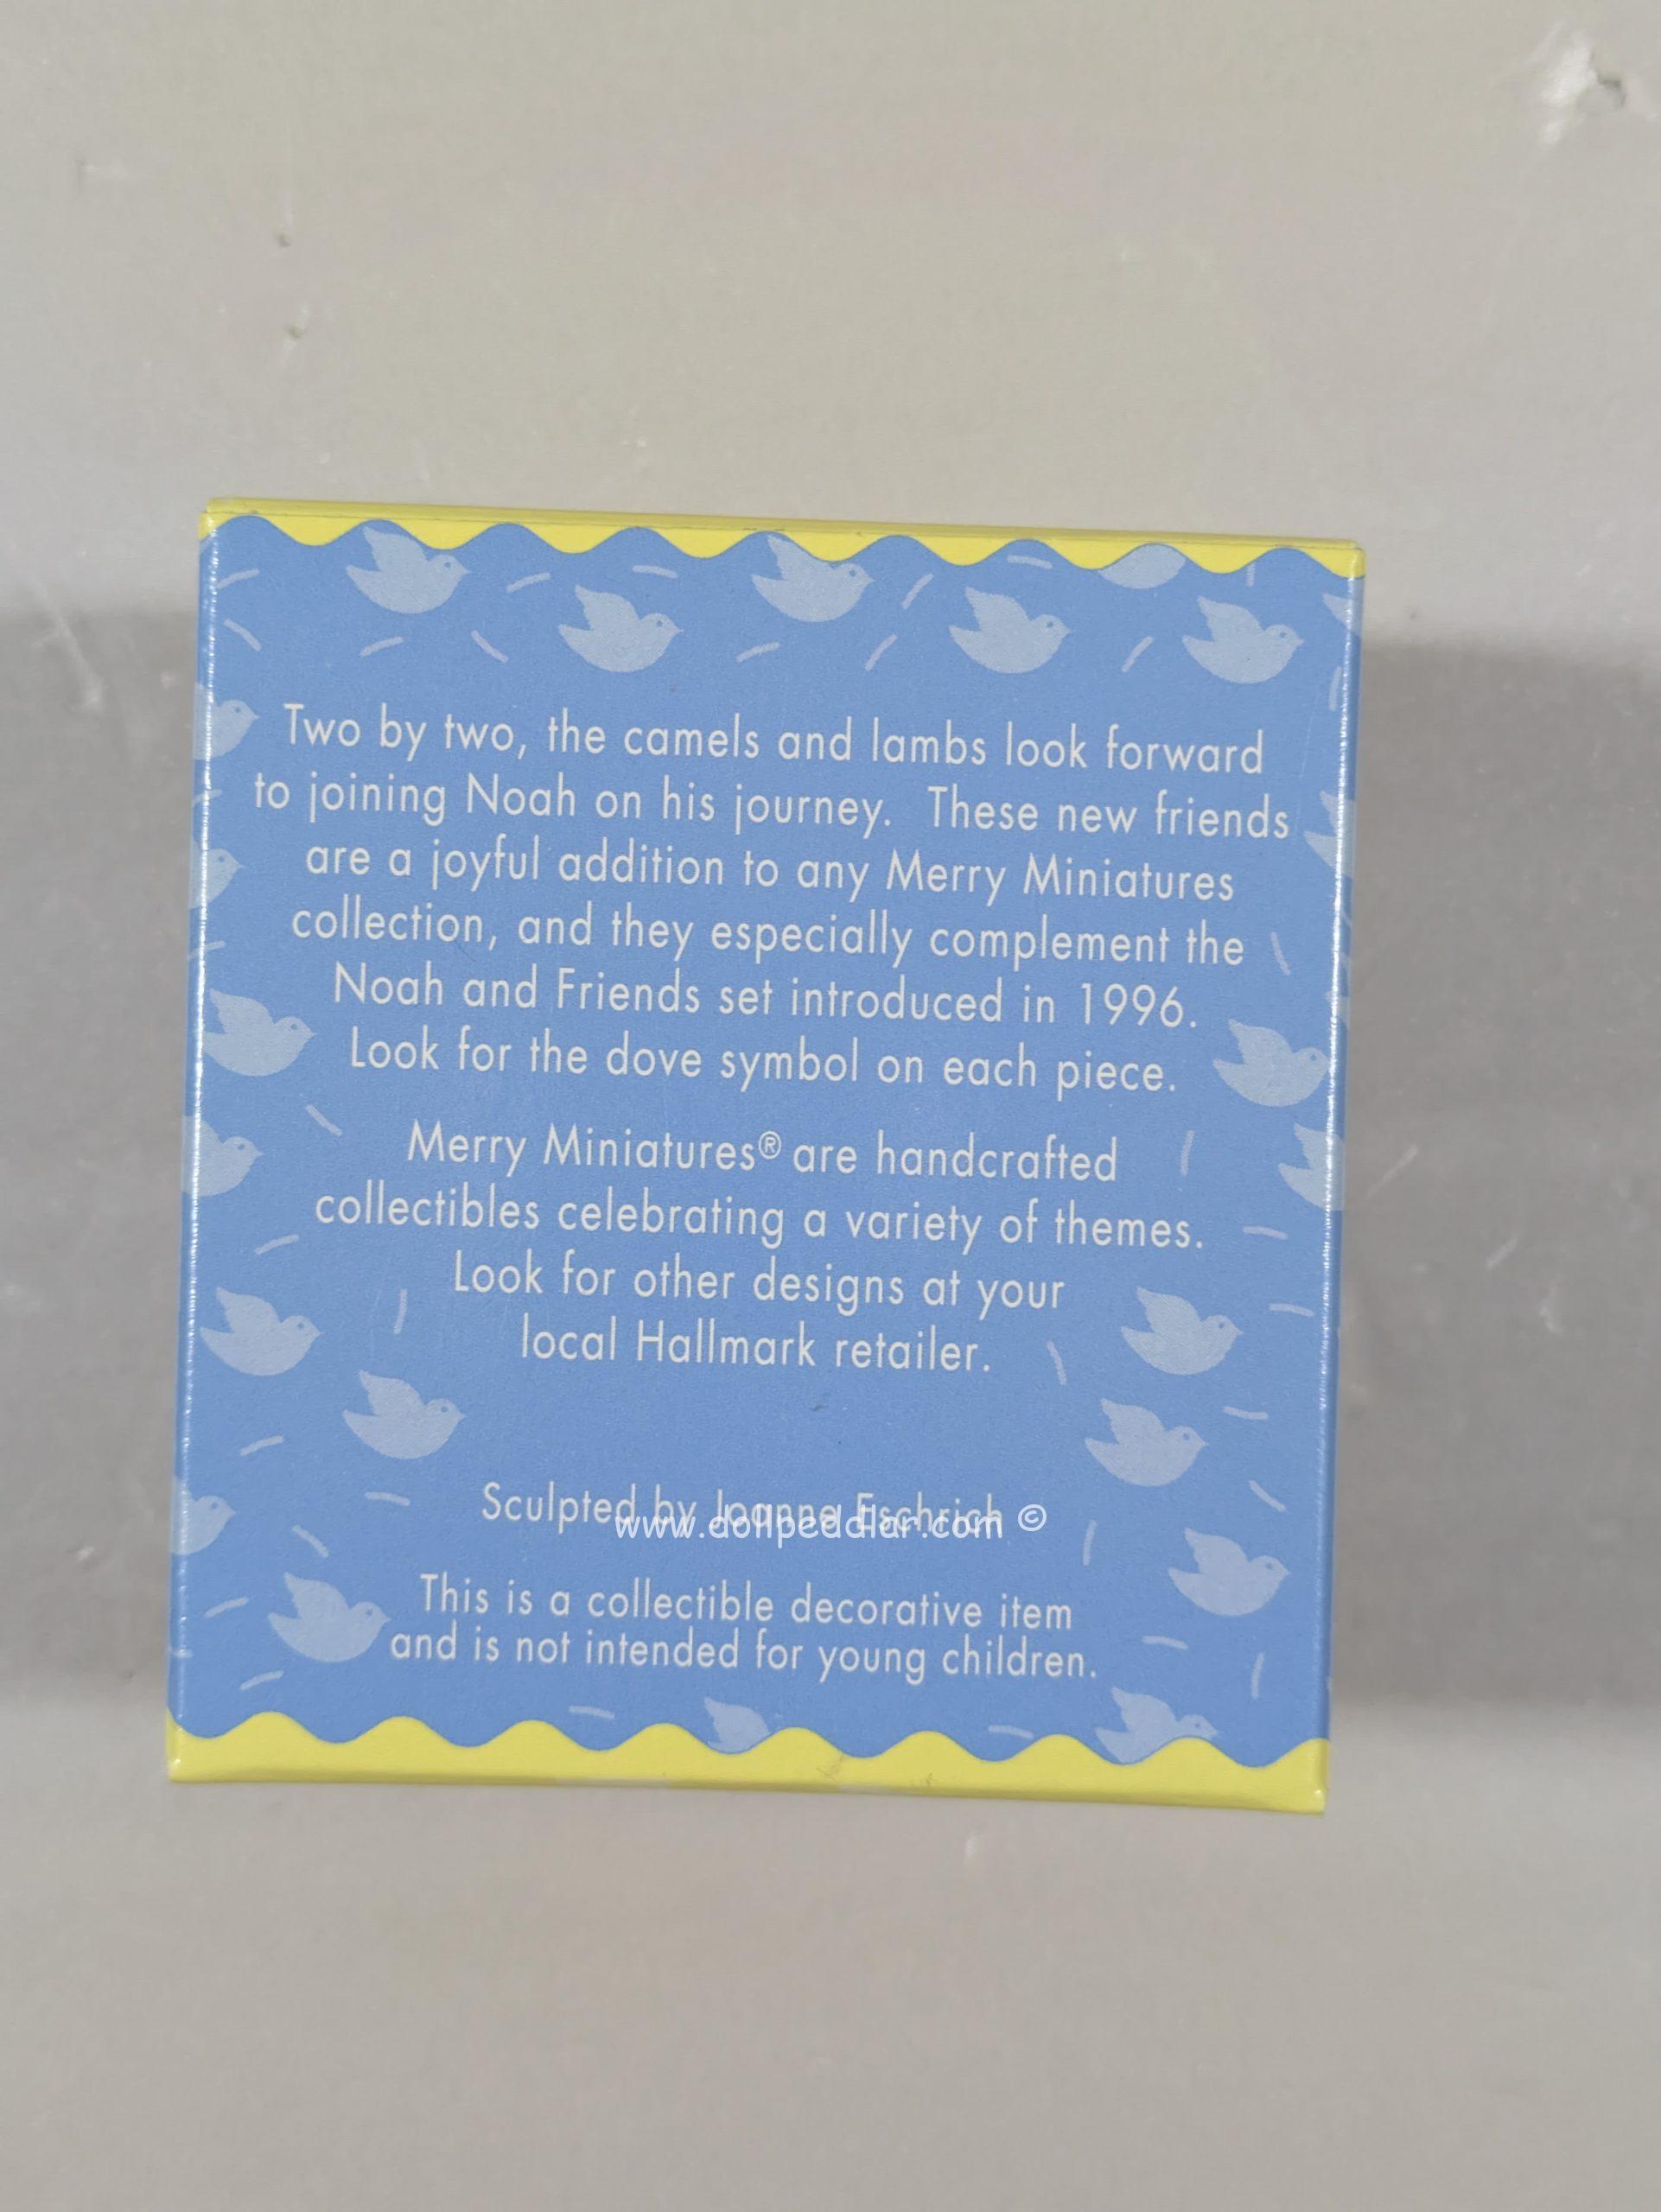 Two by two, the camels and lambs look forward
to joining Noah on his journey. These new friends
are a joyful addition to any Merry Miniatures
collection, and they especially complement the
Noah and Friends set introduced in 1996.
Look for the dove symbol on each piece.
Merry Miniatures® are handcrafted
collectibles celebrating a variety of themes.
Look for other designs at your
local Hallmark retailer.
Sculpted by Joanne Eschrich
www.dollpeddlar.com ©
This is a collectible decorative item
and is not intended for young children.